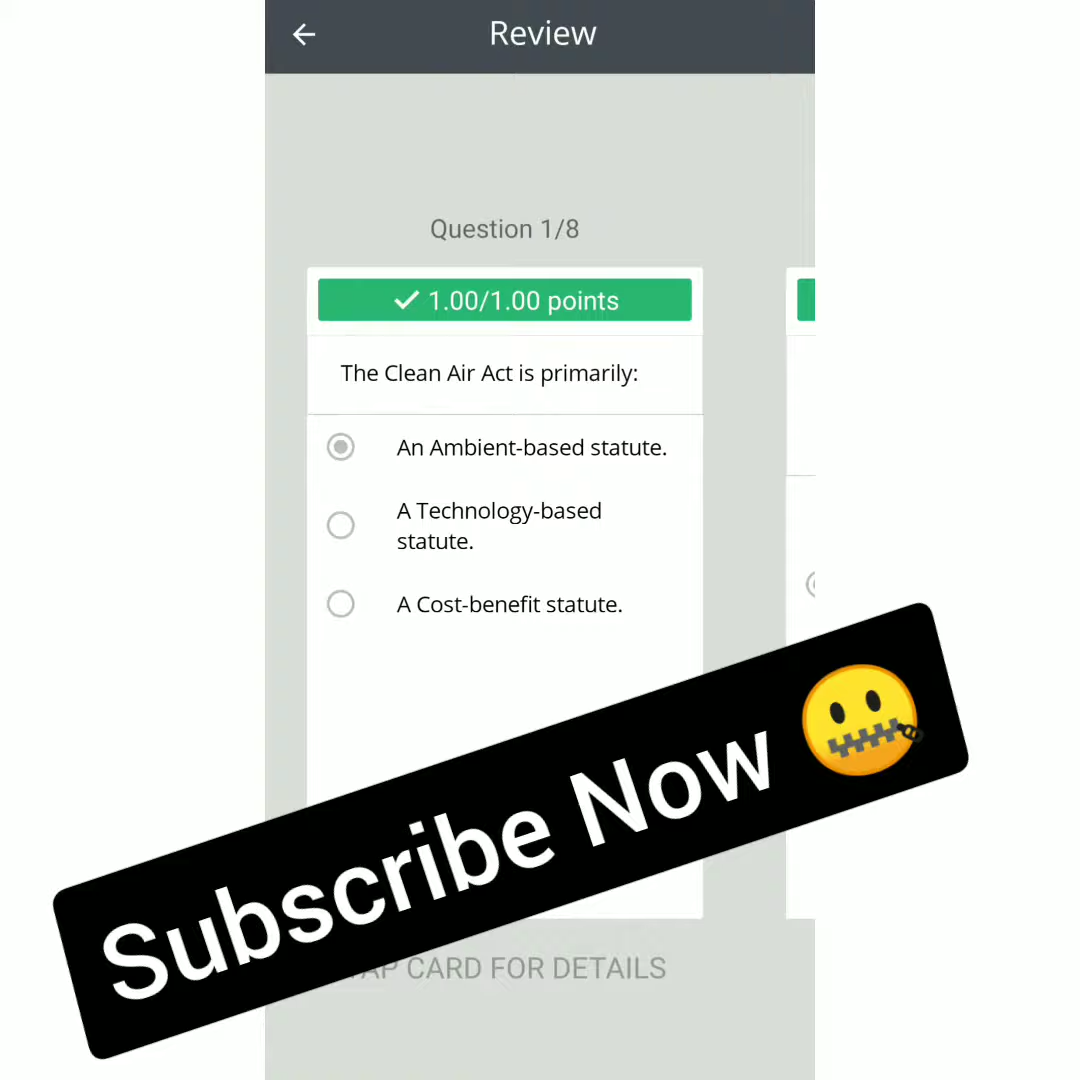 Review
Question 1/8
1.00/1.00 points
The Clean Air Act is primarily:
An Ambient-based statute.
A Technology-based
statute.
A Cost-benefit statute.
Subscribe Now
CARD FOR DETAILS